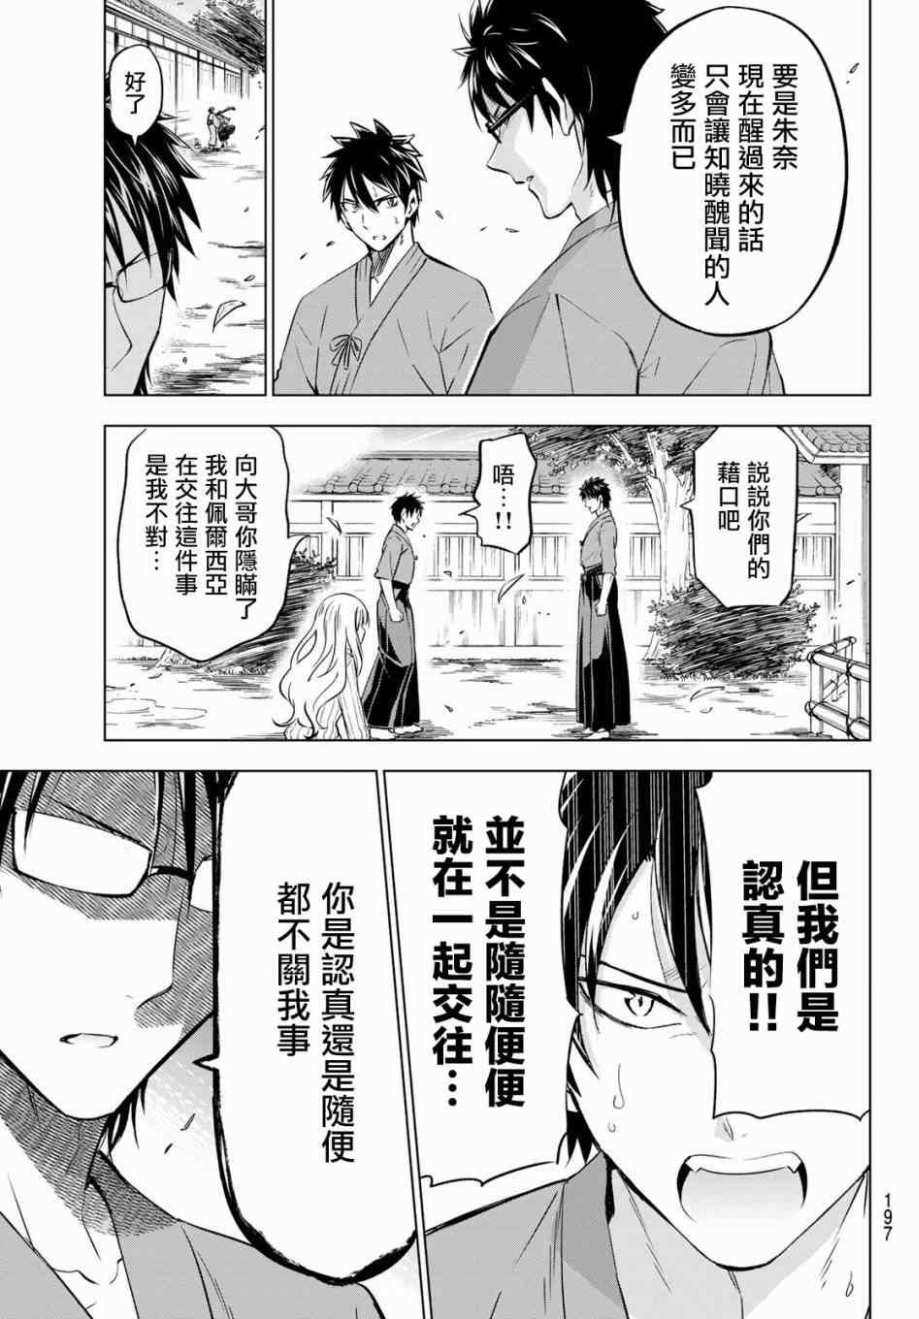 要是朱奈
現在醒過來的話
只會讓知曉醜聞的人
變多而已
好了
說說你們的
藉口吧
唔…!!
向大哥你隱瞞了
我和佩爾西亞
在交往這件事
是我不對…
但我們是
認真的!!
並不是隨隨便便
就在一起交往…
你是認真還是隨便
都不關我事
197